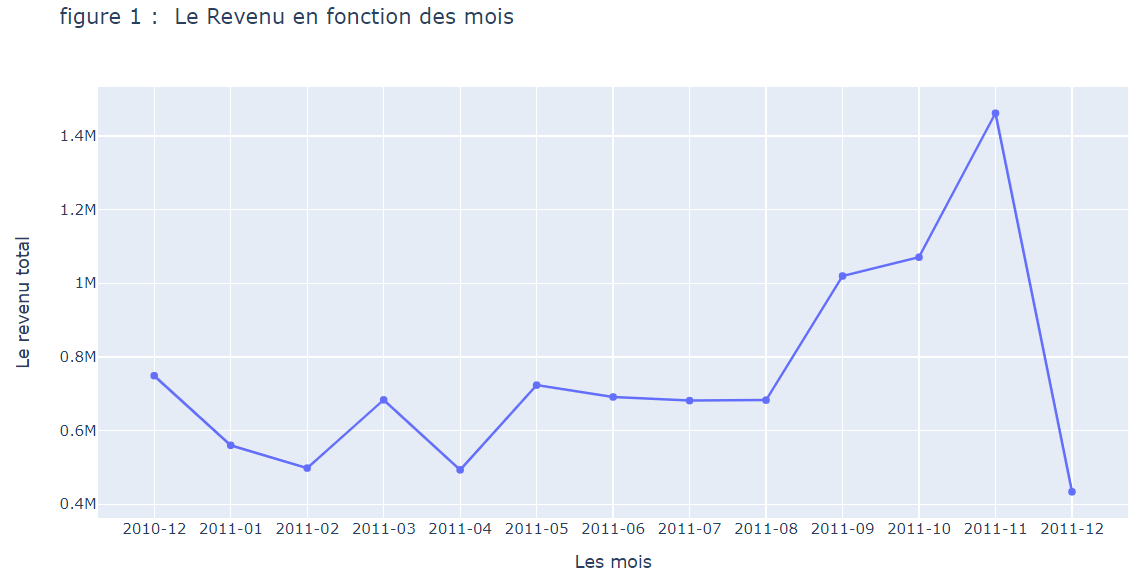 figure 1 :  Le Revenu en fonction des mois
Le revenu total
1.4M
1.2M
1M
0.8M
0.6M
0.4M
2010-12 2011-01 2011-02 2011-03 2011-04 2011-05 2011-06 2011-07 2011-08 2011-09 2011-10 2011-11 2011-12
Les mois